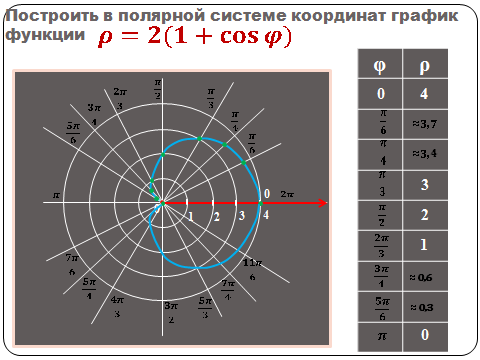 Построить в полярной системе координат график
функции ρ = 2(1 + cos φ)
φ ρ
0 4
π/6 ≈3,7
π/4 ≈3,4
π/3 3
π/2 2
2π/3 1
3π/4 ≈0,6
5π/6 ≈0,3
π 0
π/2
2π/3 π/3
3π/4 π/4
5π/6 π/6
π 0 2π
1 2 3 4
7π/6 11π/6
5π/4 7π/4
4π/3 3π/2 5π/3